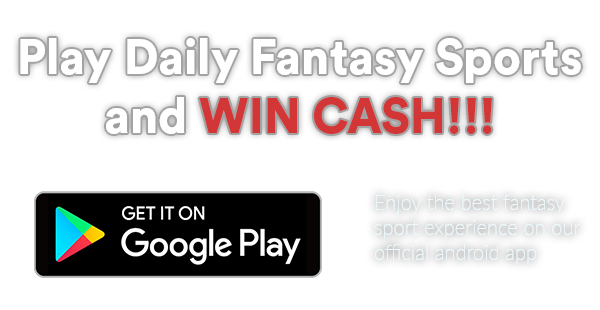 Play Daily Fantasy Sports
and WIN CASH!!!
GET IT ON
Google Play
Enjoy the best fantasy
sport experience on our
official android app